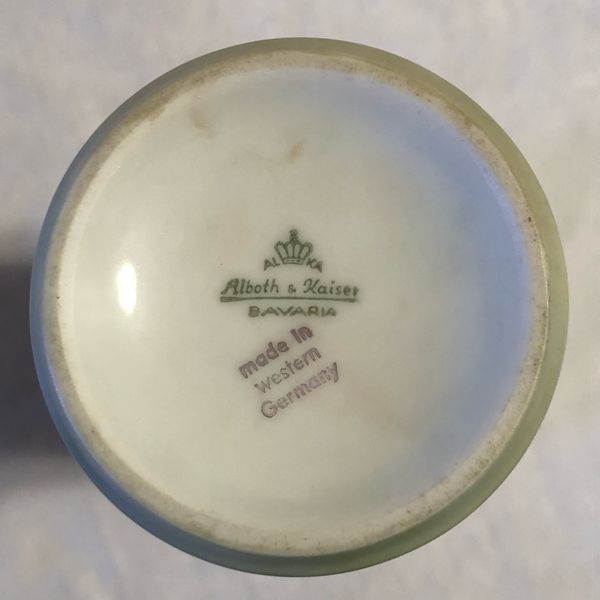 AL KA
Alboth & Kaiser
BAVARIA
made in
western
Germany